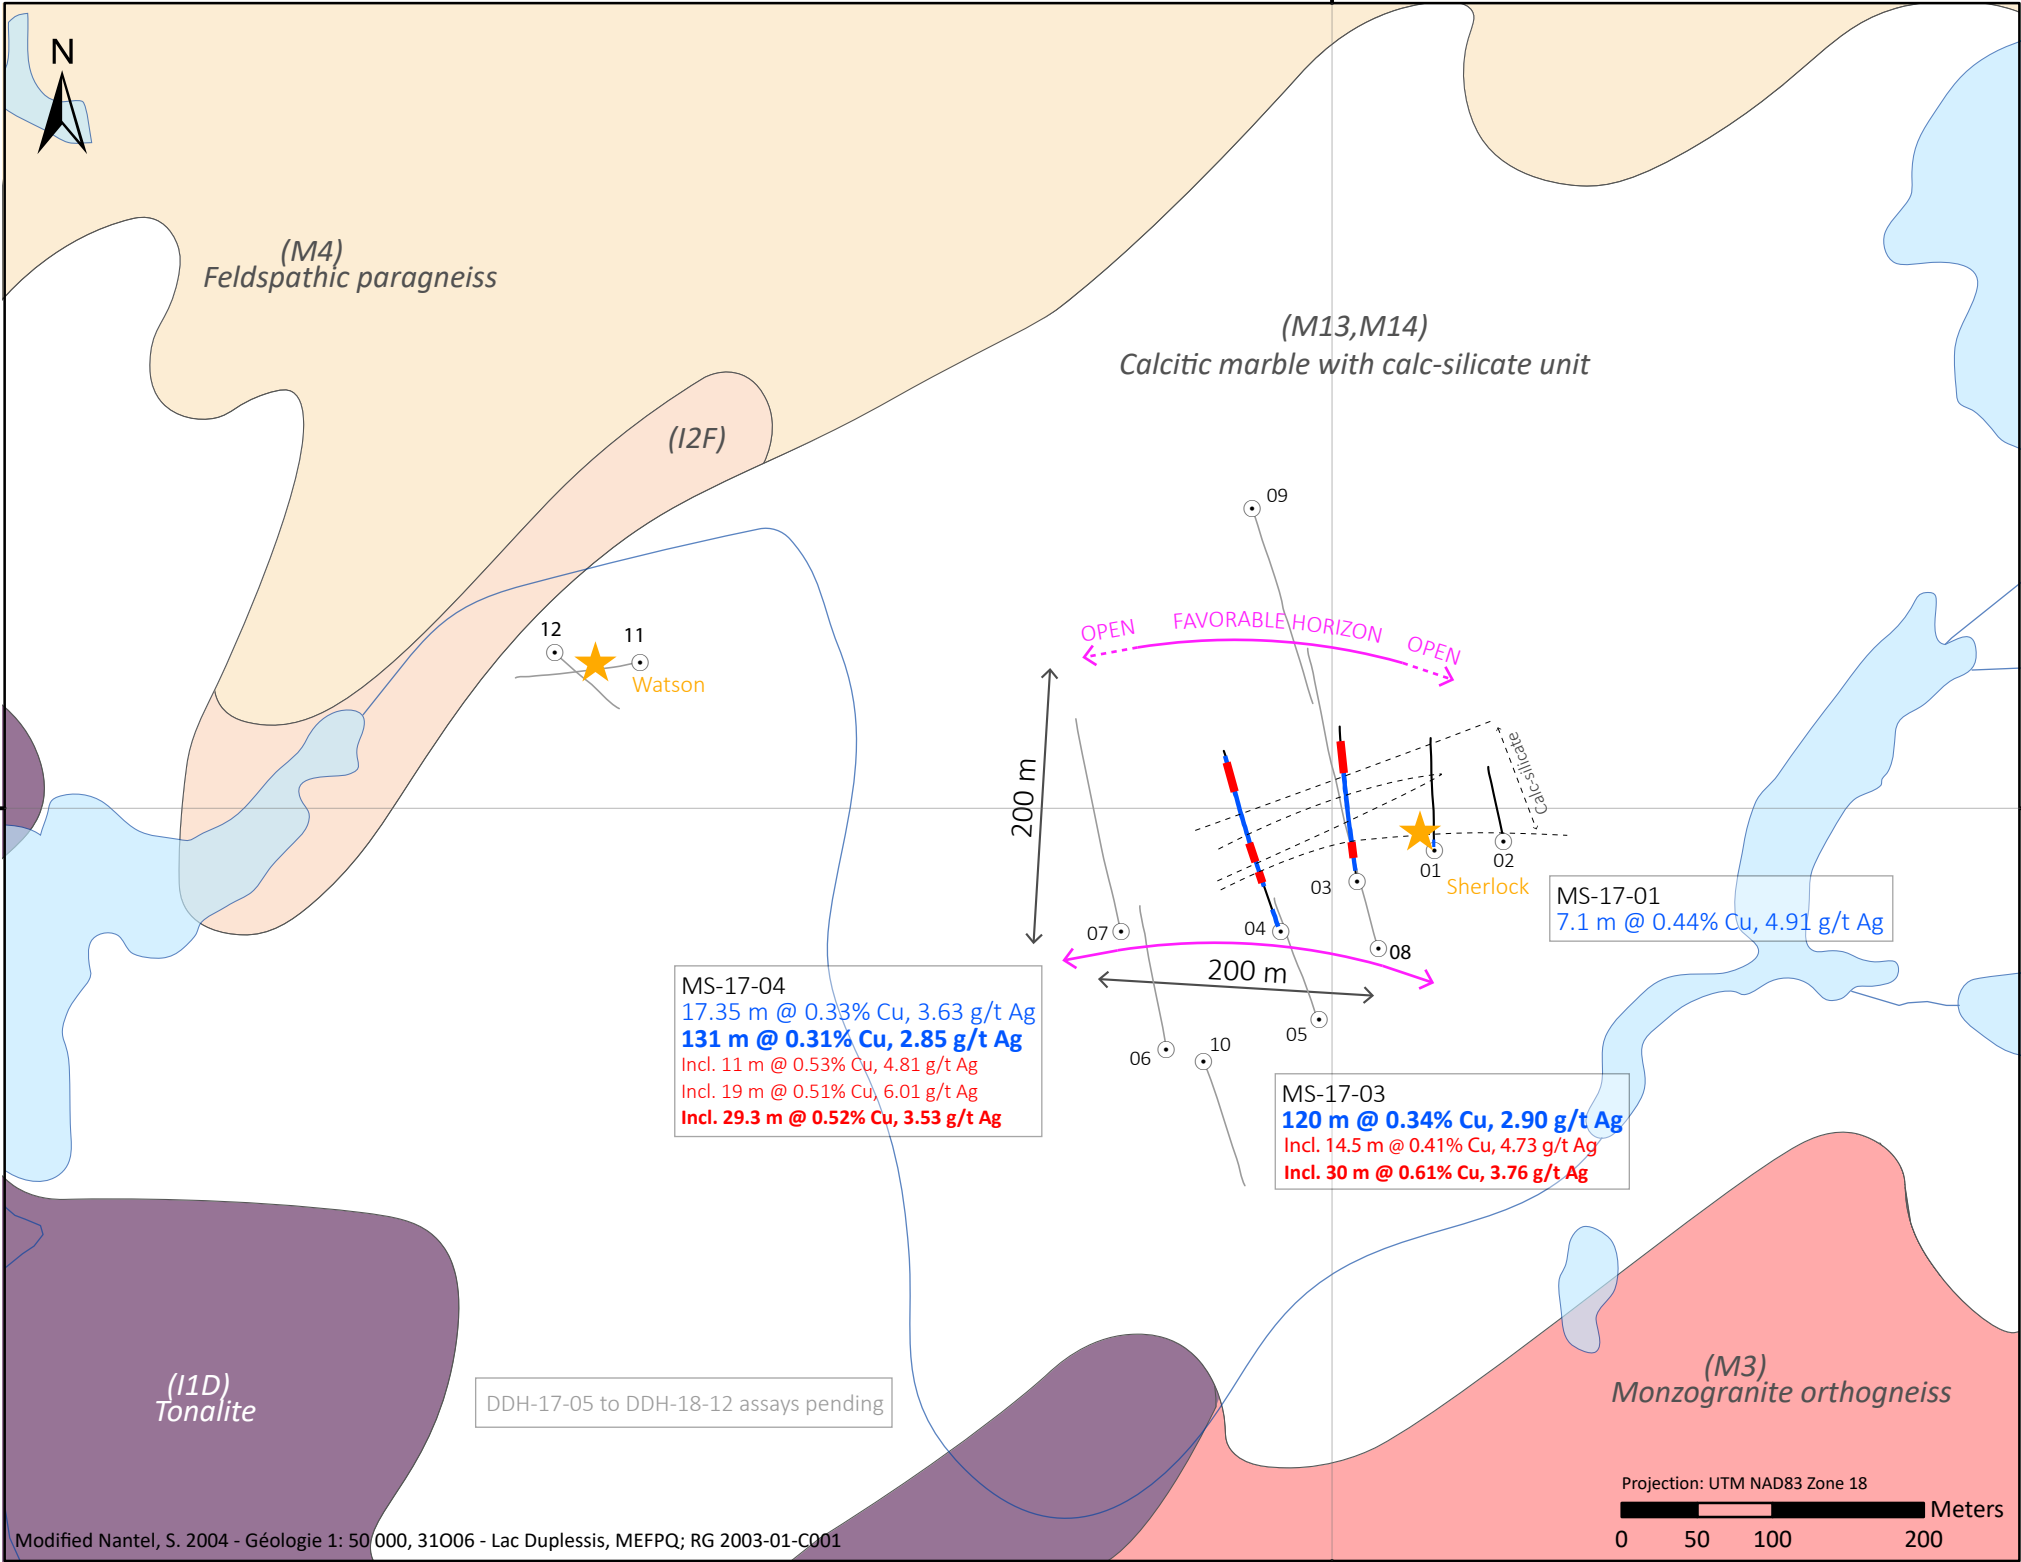 N
(M4)
Feldspathic paragneiss
(M13,M14)
Calcitic marble with calc-silicate unit
(I2F)
09
OPEN FAVORABLE HORIZON OPEN
12
11
Watson
200 m
Calc-silicate
01
02
03
Sherlock
MS-17-01
7.1 m @ 0.44% Cu, 4.91 g/t Ag
07
04
08
200 m
MS-17-04
17.35 m @ 0.33% Cu, 3.63 g/t Ag
131 m @ 0.31% Cu, 2.85 g/t Ag
Incl. 11 m @ 0.53% Cu, 4.81 g/t Ag
Incl. 19 m @ 0.51% Cu, 6.01 g/t Ag
Incl. 29.3 m @ 0.52% Cu, 3.53 g/t Ag
05
06
10
MS-17-03
120 m @ 0.34% Cu, 2.90 g/t Ag
Incl. 14.5 m @ 0.41% Cu, 4.73 g/t Ag
Incl. 30 m @ 0.61% Cu, 3.76 g/t Ag
(I1D)
Tonalite
DDH-17-05 to DDH-18-12 assays pending
(M3)
Monzogranite orthogneiss
Projection: UTM NAD83 Zone 18
Meters
0 50 100 200
Modified Nantel, S. 2004 - Géologie 1: 50 000, 31O06 - Lac Duplessis, MEFPQ; RG 2003-01-C001